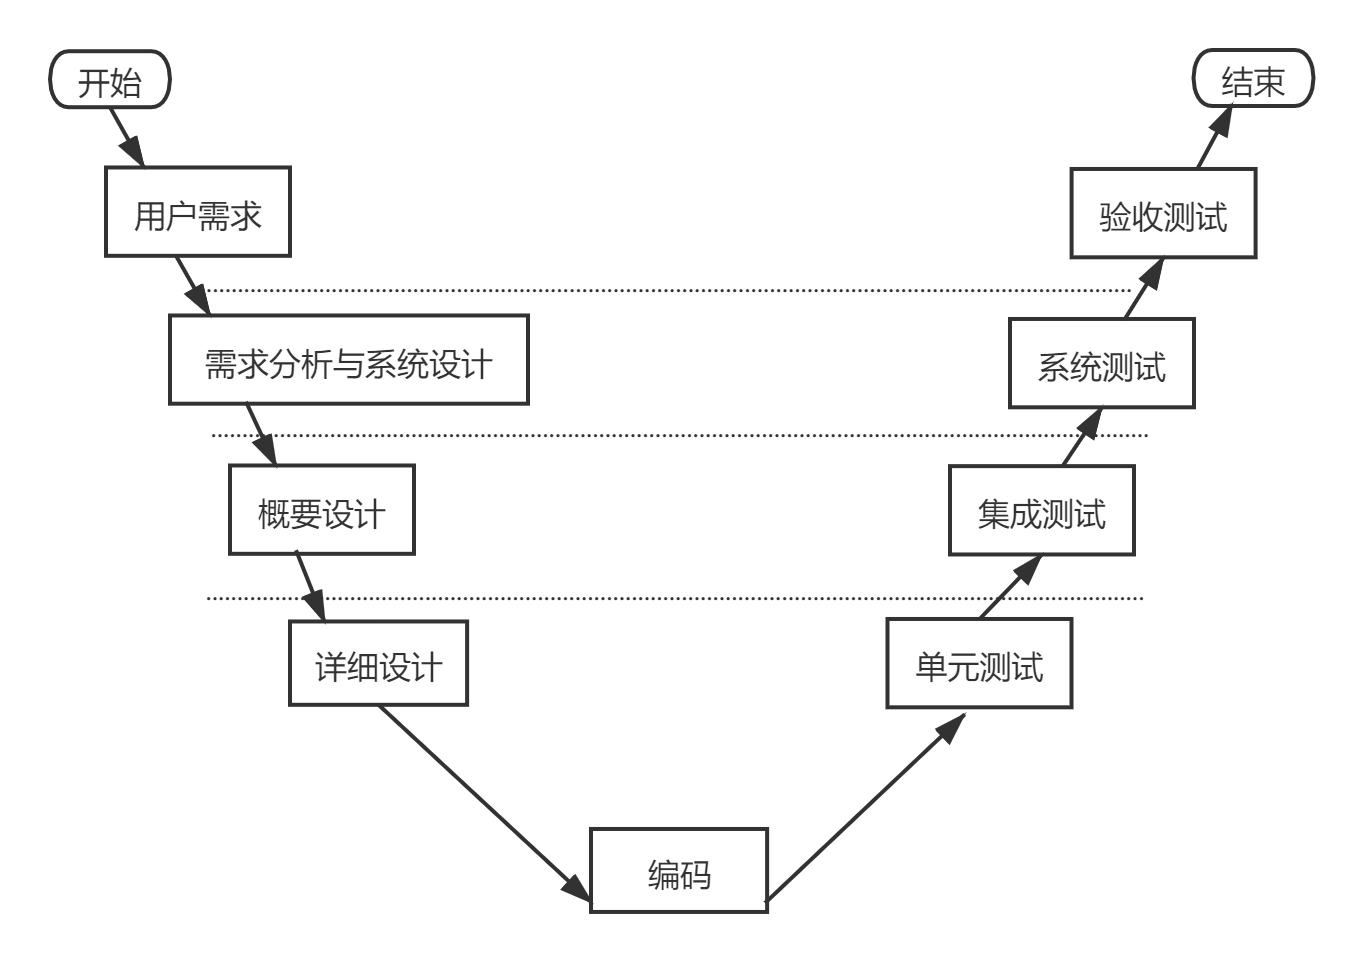 开始
结束
用户需求
验收测试
需求分析与系统设计
系统测试
概要设计
集成测试
详细设计
单元测试
编码